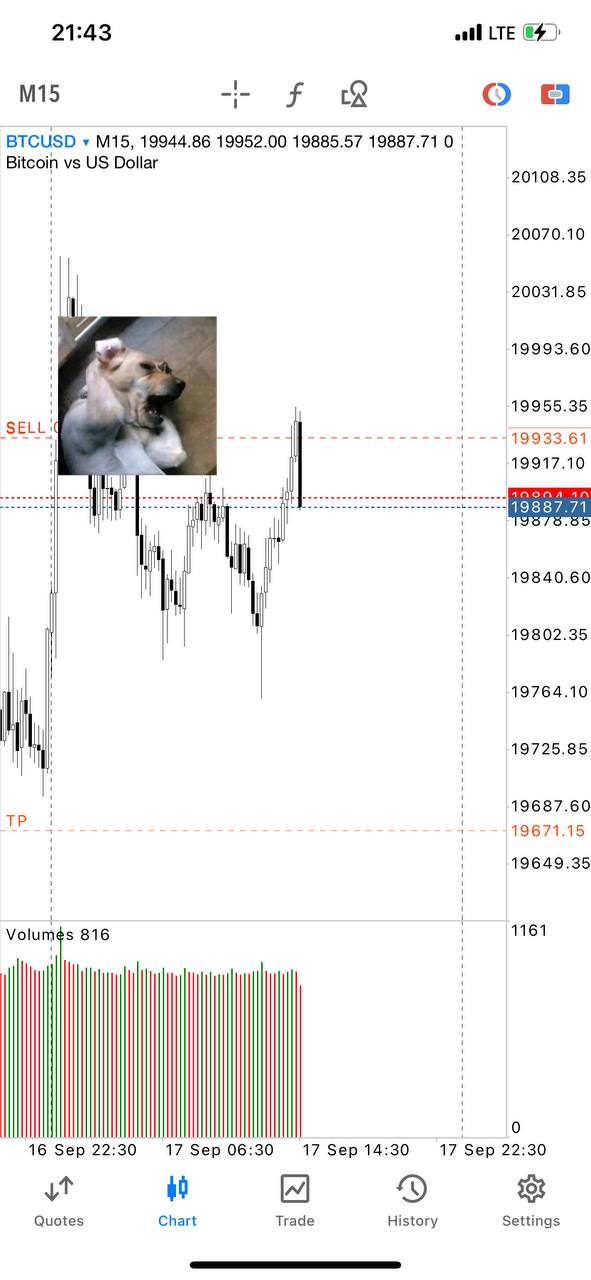 21:43
LTE
M15
BTCUSD ▾ M15, 19944.86 19952.00 19885.57 19887.71 0
Bitcoin vs US Dollar
20108.35
20070.10
20031.85
19993.60
19955.35
SELL
19933.61
19917.10
19894.10
19887.71
19878.85
19840.60
19802.35
19764.10
19725.85
19687.60
TP
19671.15
19649.35
Volumes 816
1161
0
16 Sep 22:30
17 Sep 06:30
17 Sep 14:30
17 Sep 22:30
Quotes
Chart
Trade
History
Settings